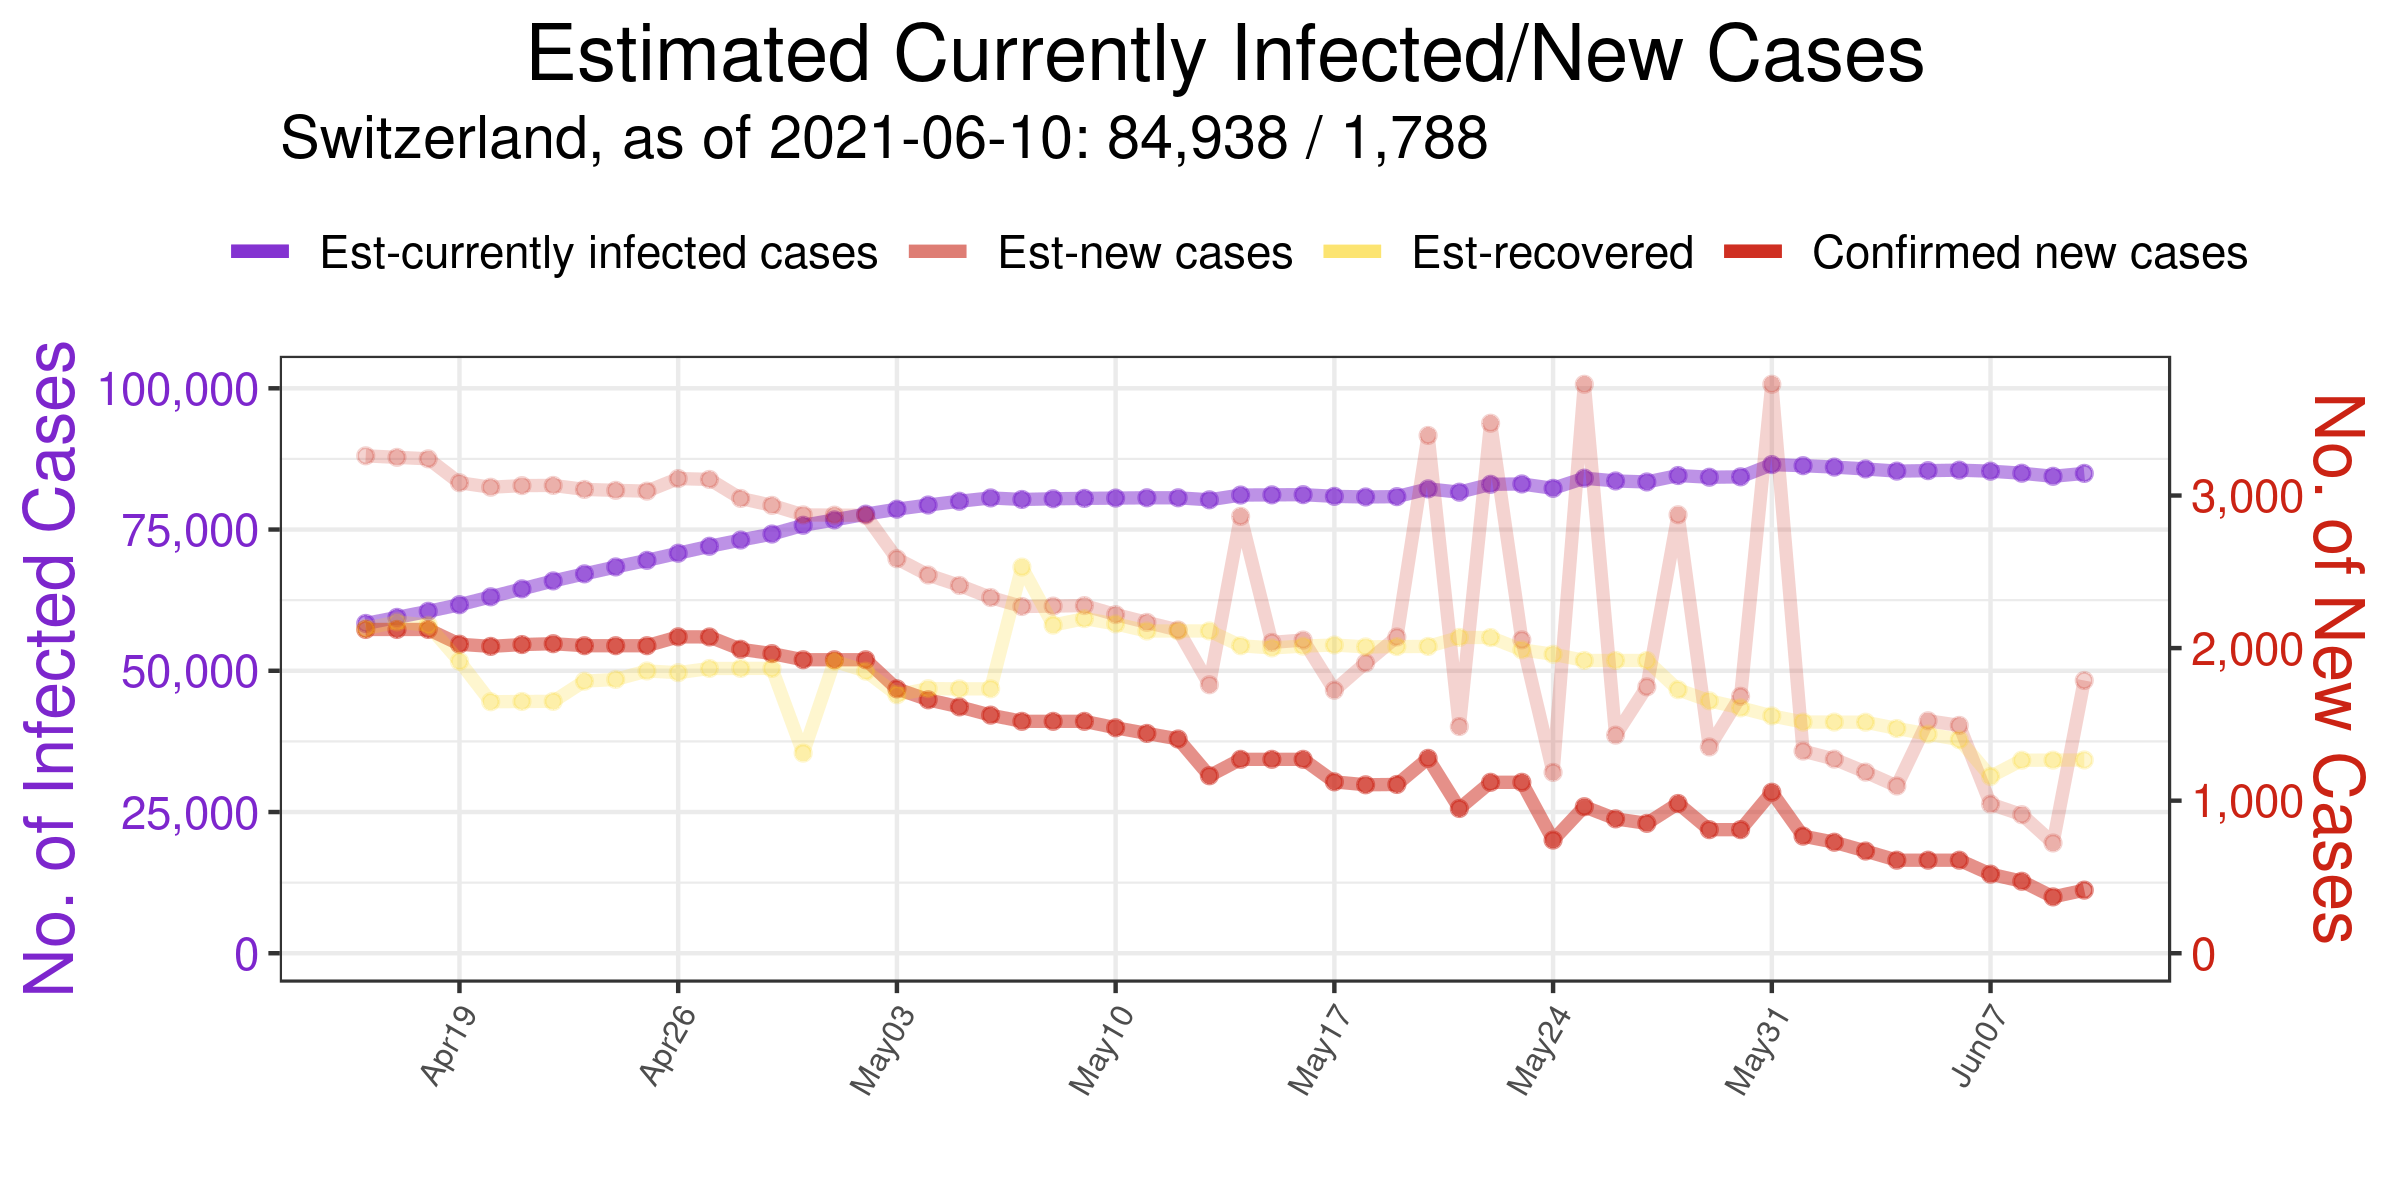 Estimated Currently Infected/New Cases
Switzerland, as of 2021-06-10: 84,938 / 1,788
Est-currently infected cases Est-new cases Est-recovered Confirmed new cases
No. of Infected Cases
100,000
75,000
50,000
25,000
0
3,000
2,000
1,000
0
No. of New Cases
Apr19 Apr26 May03 May10 May17 May24 May31 Jun07